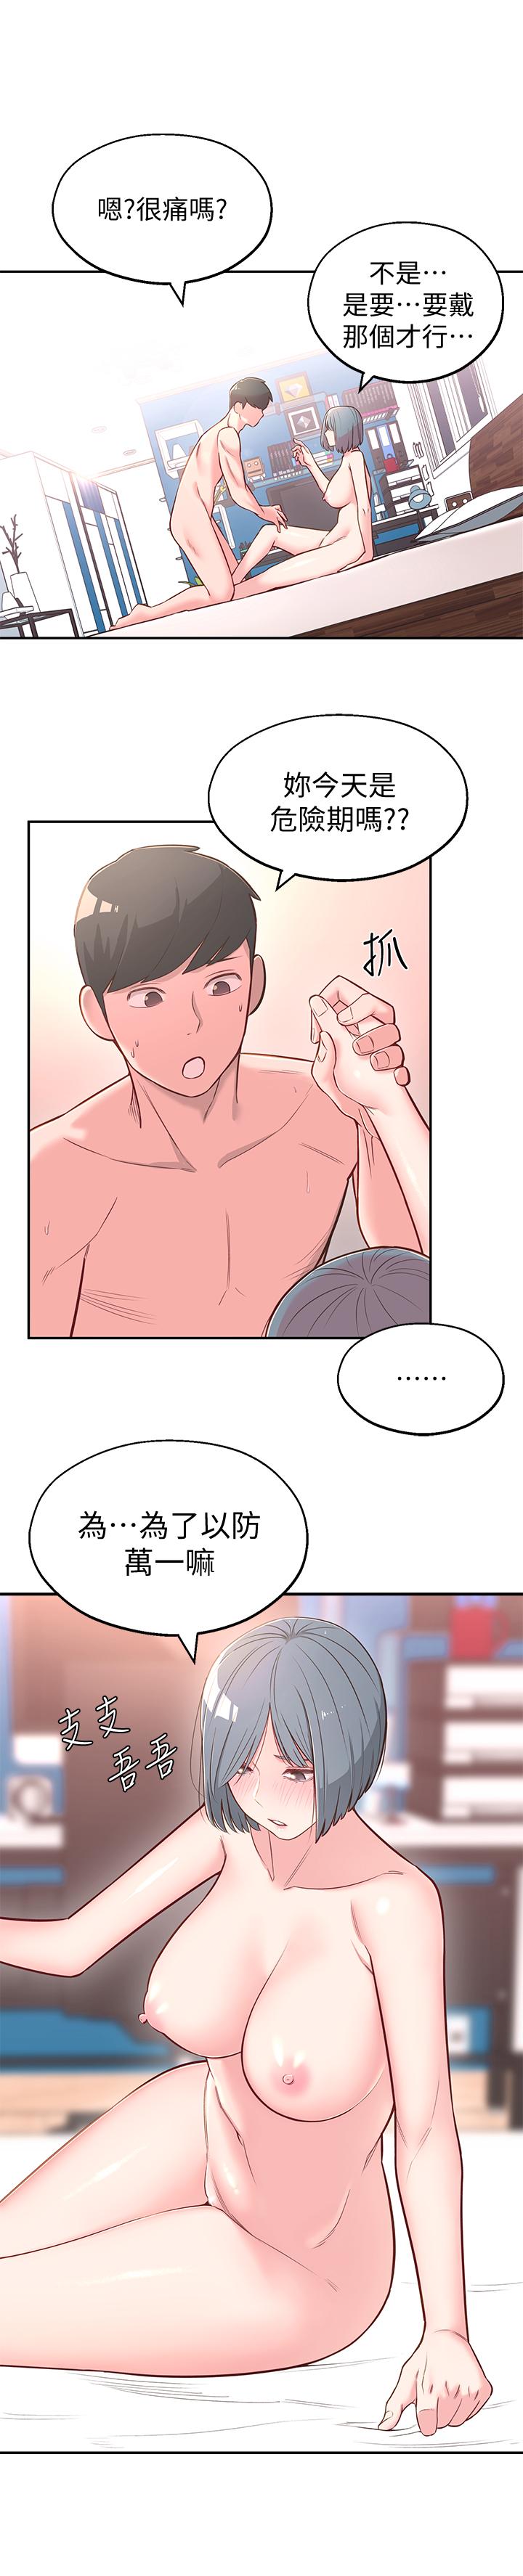 嗯?很痛嗎?
不是…
是要…要戴
那個才行…
妳今天是
危險期嗎??
抓
……
為…為了以防
萬一嘛
支支
吾吾